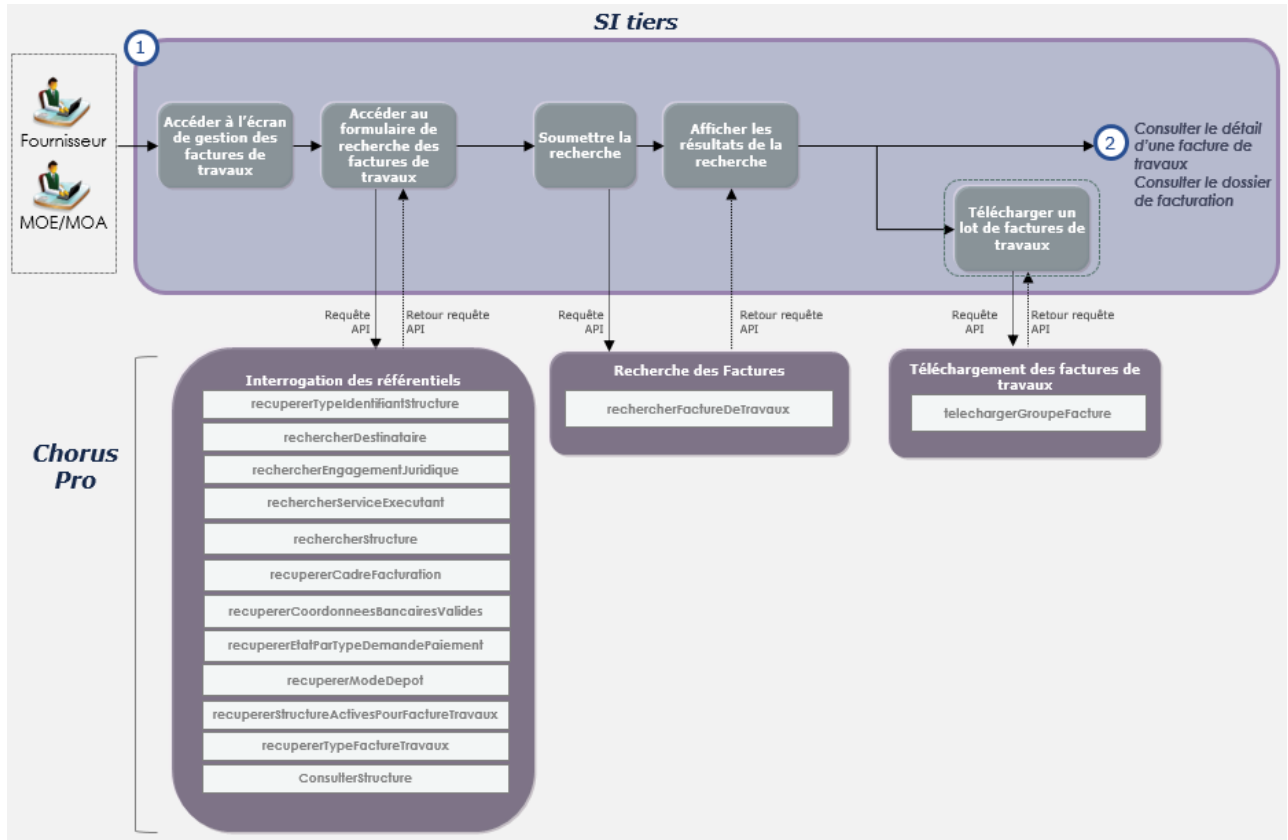 SI tiers
1
Fournisseur
MOE/MOA
Accéder à l'écran
de gestion des
factures de
travaux
Accéder au
formulaire de
recherche des
factures de
travaux
Soumettre la
recherche
Afficher les
résultats de la
recherche
2
Consulter le détail
d'une facture de
travaux
Consulter le dossier
de facturation
Télécharger un
lot de factures de
travaux
Requête
API
Retour requête
API
Requête
API
Retour requête
API
Requête
API
Retour requête
API
Chorus
Pro
Interrogation des référentiels
recupererTypeIdentifiantStructure
rechercherDestinataire
rechercherEngagementJuridique
rechercherServiceExecutant
rechercherStructure
recupererCadreFacturation
recupererCoordonneesBancairesValides
recupererEtatParTypeDemandePaiement
recupererModeDepot
recupererStructureActivesPourFactureTravaux
recupererTypeFactureTravaux
ConsulterStructure
Recherche des Factures
rechercherFactureDeTravaux
Téléchargement des factures de
travaux
telechargerGroupeFacture